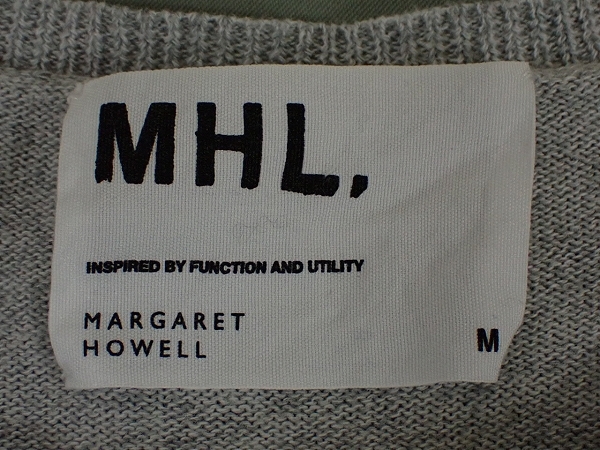 MHL.
INSPIRED BY FUNCTION AND UTILITY
MARGARET
HOWELL
M